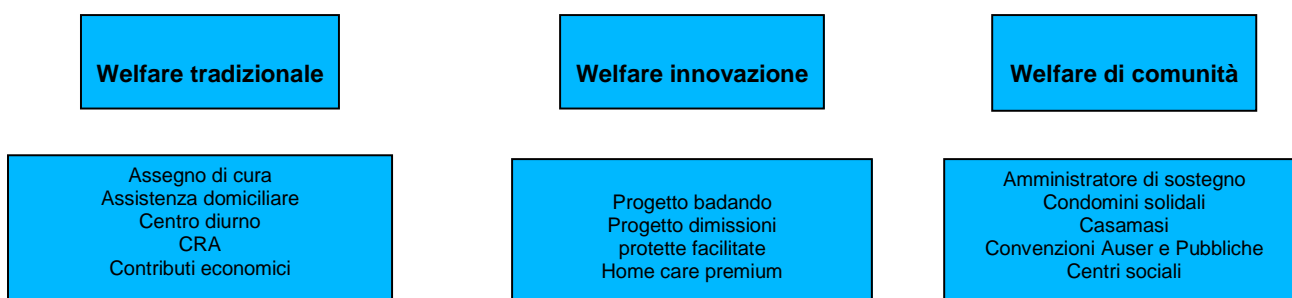 Welfare tradizionale
Welfare innovazione
Welfare di comunità
Assegno di cura
Assistenza domiciliare
Centro diurno
CRA
Contributi economici
Progetto badando
Progetto dimissioni
protette facilitate
Home care premium
Amministratore di sostegno
Condomini solidali
Casamasi
Convenzioni Auser e Pubbliche
Centri sociali